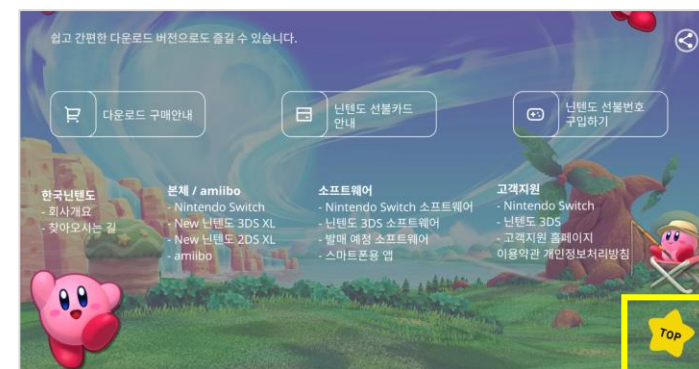 쉽고 간편한 다운로드 버전으로도 즐길 수 있습니다.
다운로드 구매안내
닌텐도 선불카드
안내
닌텐도 선불번호
구입하기
한국닌텐도
- 회사개요
- 찾아오시는 길
본체 / amiibo
- Nintendo Switch
- New 닌텐도 3DS XL
- New 닌텐도 2DS XL
- amiibo
소프트웨어
- Nintendo Switch 소프트웨어
- 닌텐도 3DS 소프트웨어
- 발매 예정 소프트웨어
- 스마트폰용 앱
고객지원
- Nintendo Switch
- 닌텐도 3DS
- 고객지원 홈페이지
이용약관 개인정보처리방침
TOP